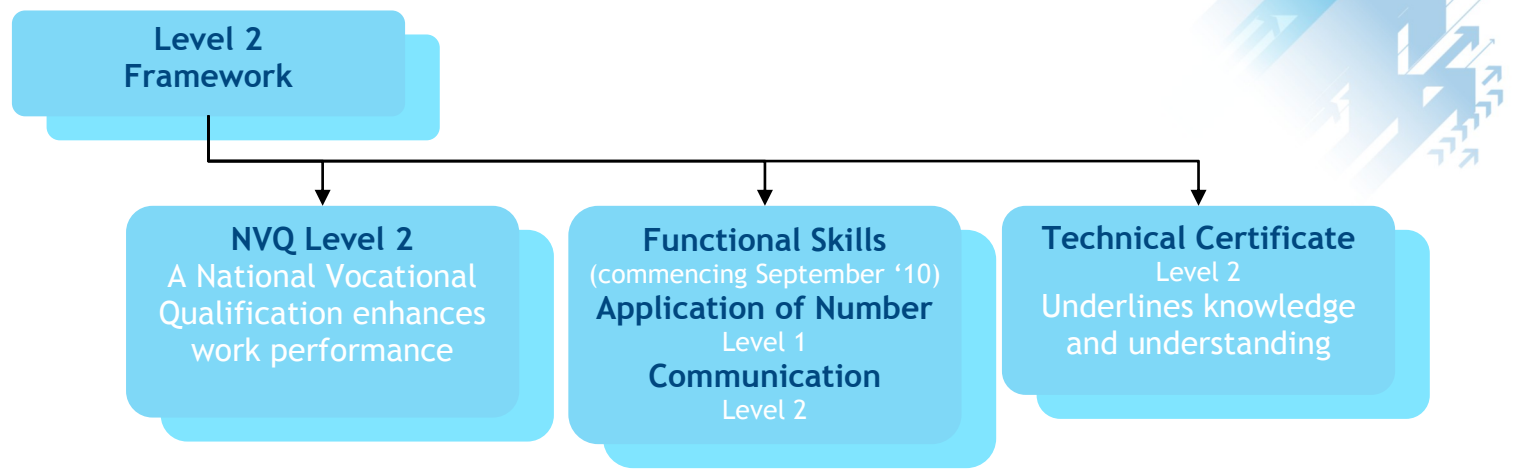 Level 2
Framework
NVQ Level 2
A National Vocational
Qualification enhances
work performance
Functional Skills
(commencing September ‘10)
Application of Number
Level 1
Communication
Level 2
Technical Certificate
Level 2
Underlines knowledge
and understanding